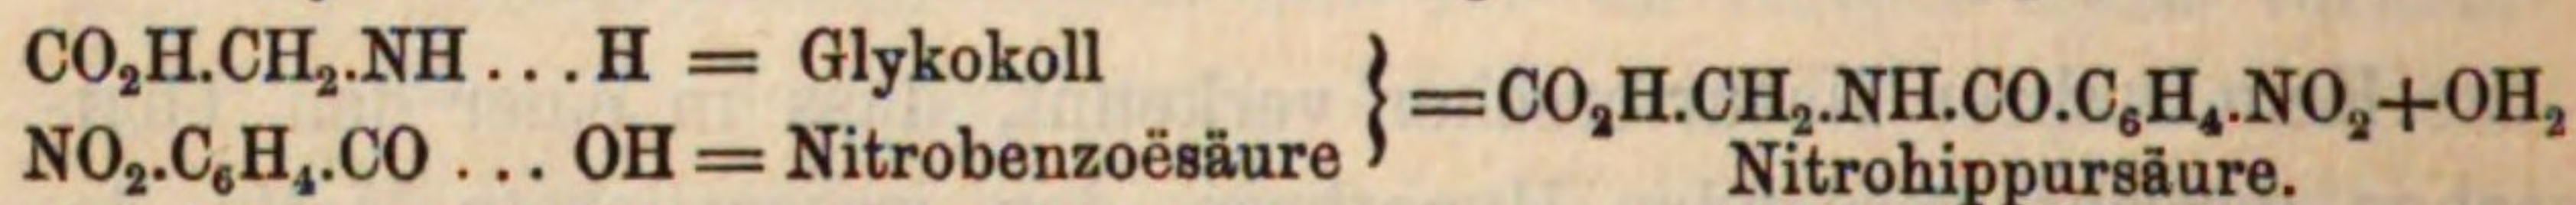 CO₂H.CH₂.NH ... H = Glykokoll
NO₂.C₆H₄.CO ... OH = Nitrobenzoësäure
} =CO₂H.CH₂.NH.CO.C₆H₄.NO₂+OH₂
Nitrohippursäure.